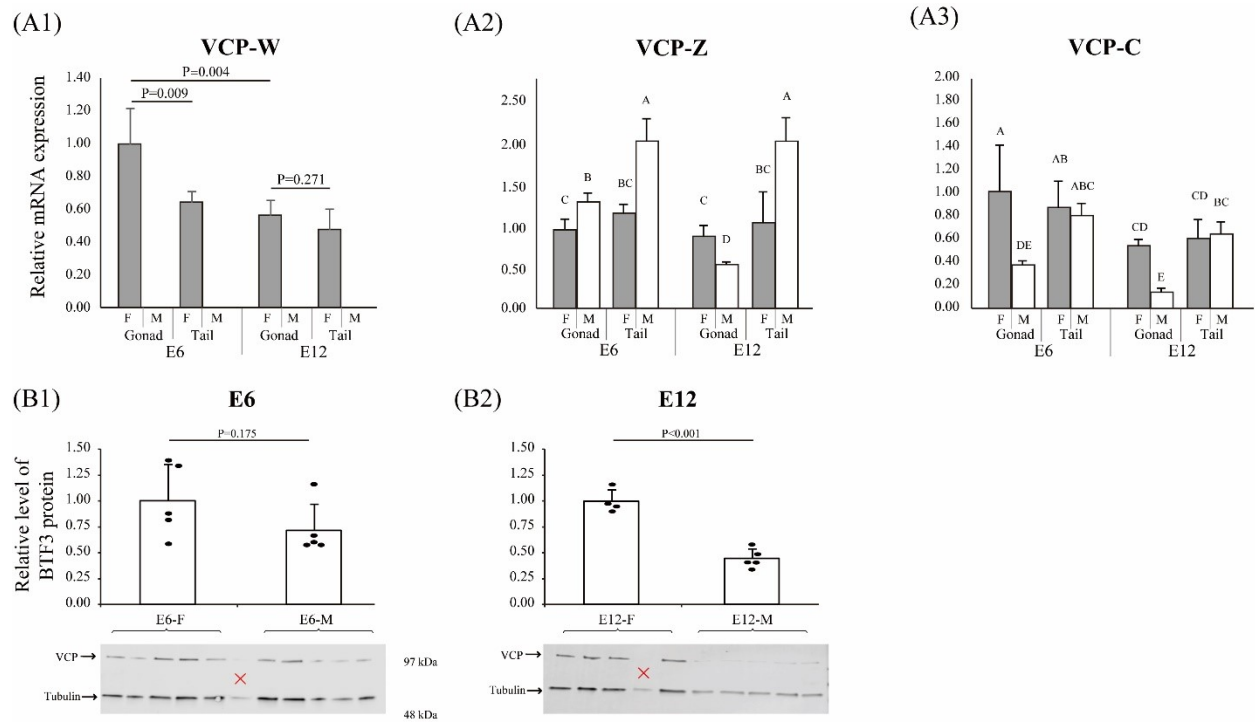 (A1)
VCP-W
Relative mRNA expression
1.40
1.20
1.00
0.80
0.60
0.40
0.20
0.00
P=0.004
P=0.009
P=0.271
F M F M F M F M
Gonad Tail Gonad Tail
E6 E12
(A2)
VCP-Z
2.50
2.00
1.50
1.00
0.50
0.00
C B BC A C D BC A
F M F M F M F M
Gonad Tail Gonad Tail
E6 E12
(A3)
VCP-C
2.00
1.80
1.60
1.40
1.20
1.00
0.80
0.60
0.40
0.20
0.00
A DE AB ABC CD E CD BC
F M F M F M F M
Gonad Tail Gonad Tail
E6 E12
(B1)
E6
Relative level of
BTF3 protein
P=0.175
1.50
1.25
1.00
0.75
0.50
0.25
0.00
E6-F E6-M
VCP
Tubulin
97 kDa
48 kDa
(B2)
E12
P<0.001
1.50
1.25
1.00
0.75
0.50
0.25
0.00
E12-F E12-M
VCP
Tubulin